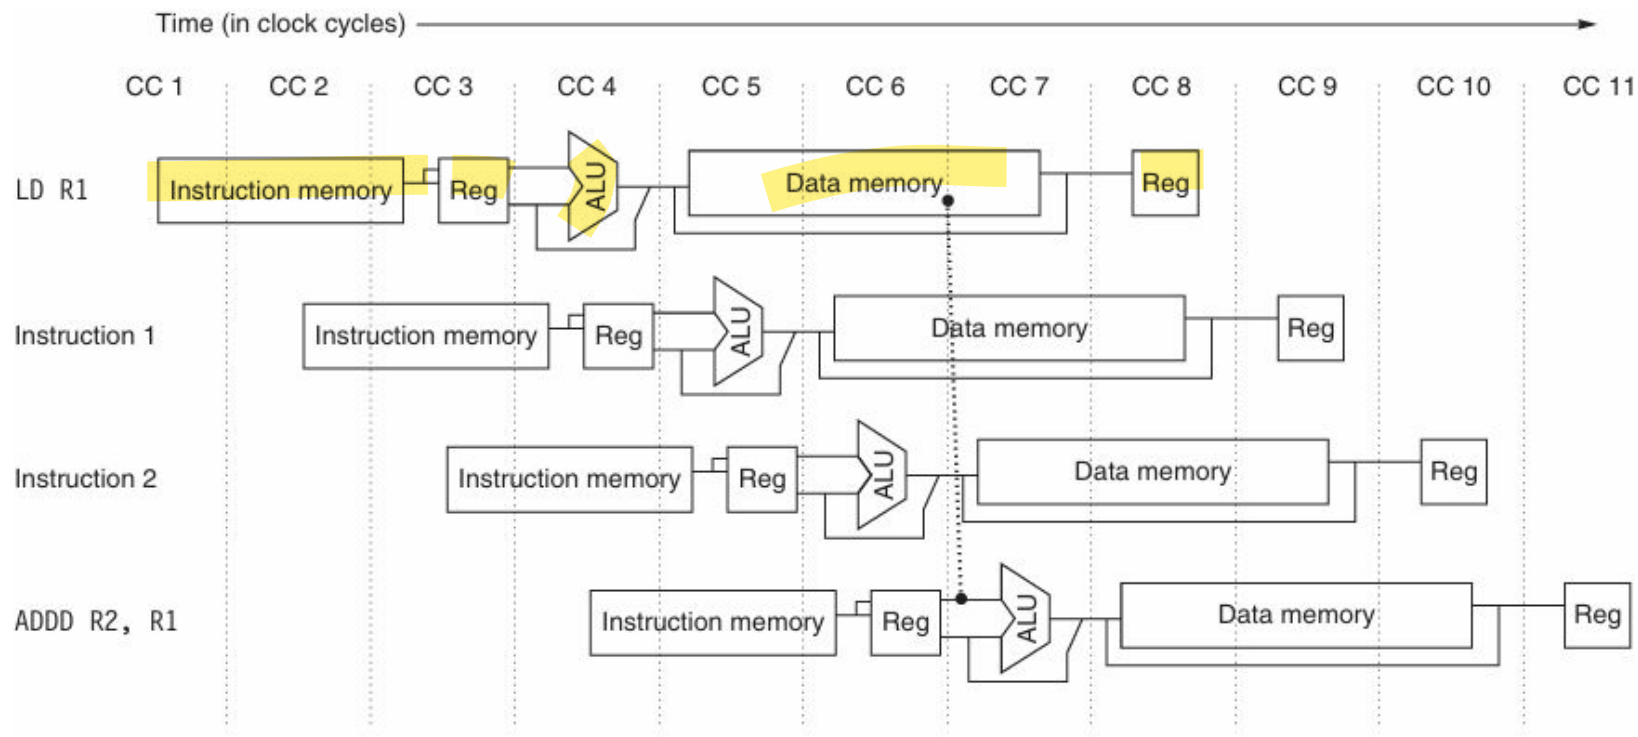 Time (in clock cycles)
CC 1 CC 2 CC 3 CC 4 CC 5 CC 6 CC 7 CC 8 CC 9 CC 10 CC 11
LD R1 Instruction memory Reg ALU Data memory Reg
Instruction 1 Instruction memory Reg ALU Data memory Reg
Instruction 2 Instruction memory Reg ALU Data memory Reg
ADDD R2, R1 Instruction memory Reg ALU Data memory Reg